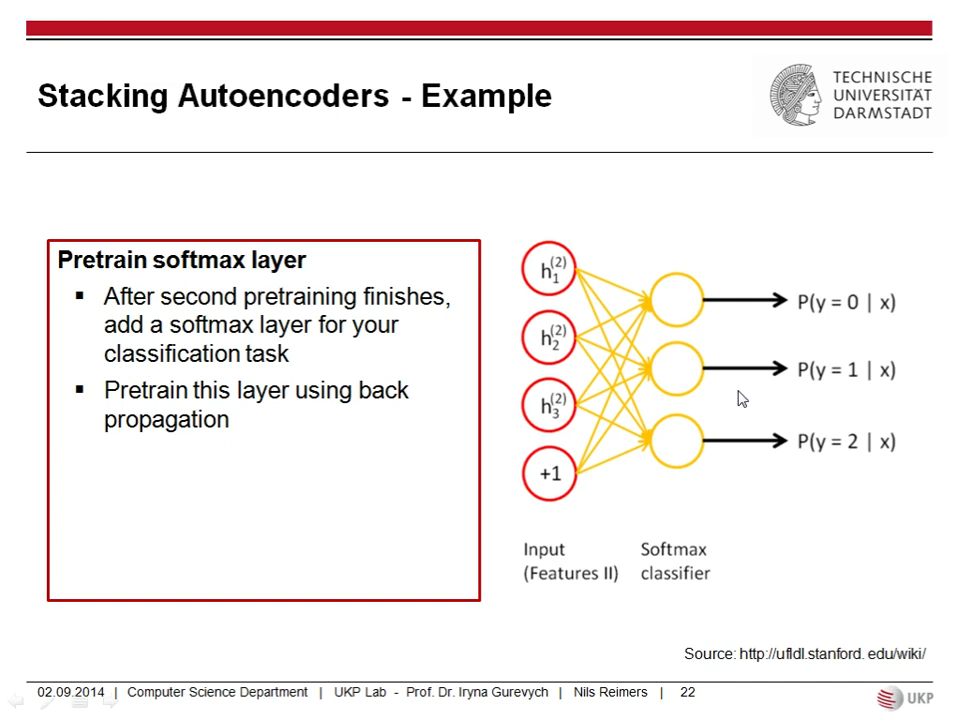 Stacking Autoencoders - Example
TECHNISCHE
UNIVERSITÄT
DARMSTADT
Pretrain softmax layer
▪ After second pretraining finishes,
add a softmax layer for your
classification task
▪ Pretrain this layer using back
propagation
h₁⁽²⁾
h₂⁽²⁾
h₃⁽²⁾
+1
P(y = 0 | x)
P(y = 1 | x)
P(y = 2 | x)
Input
(Features II)
Softmax
classifier
Source: http://ufldl.stanford. edu/wiki/
02.09.2014 | Computer Science Department | UKP Lab - Prof. Dr. Iryna Gurevych | Nils Reimers | 22
UKP